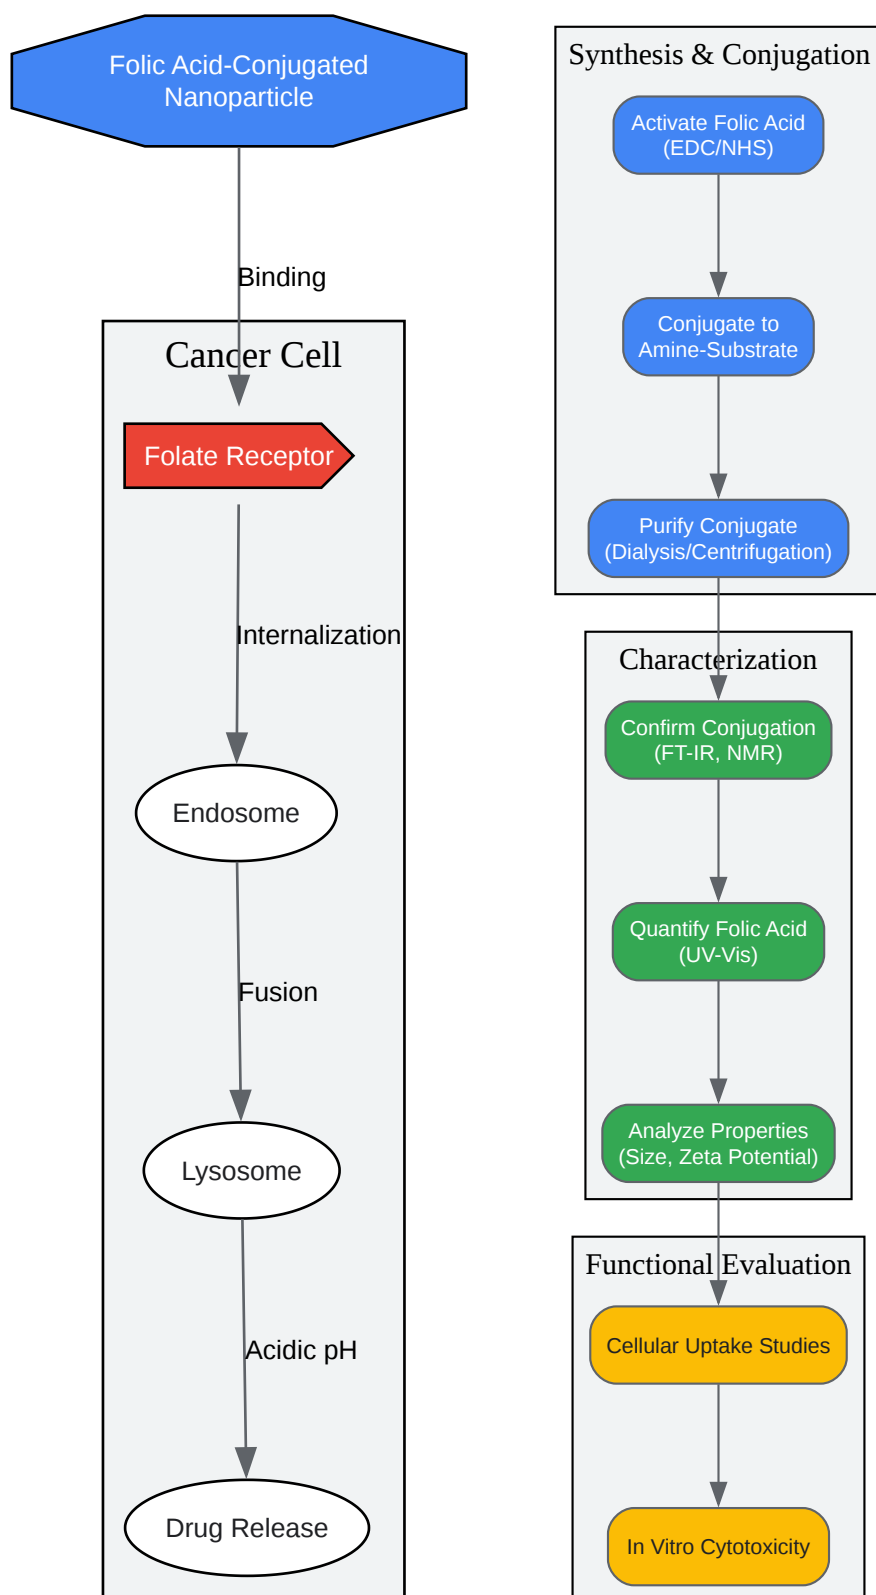 Folic Acid-Conjugated
Nanoparticle
Binding
Cancer Cell
Folate Receptor
Internalization
Endosome
Fusion
Lysosome
Acidic pH
Drug Release
Synthesis & Conjugation
Activate Folic Acid
(EDC/NHS)
Conjugate to
Amine-Substrate
Purify Conjugate
(Dialysis/Centrifugation)
Characterization
Confirm Conjugation
(FT-IR, NMR)
Quantify Folic Acid
(UV-Vis)
Analyze Properties
(Size, Zeta Potential)
Functional Evaluation
Cellular Uptake Studies
In Vitro Cytotoxicity